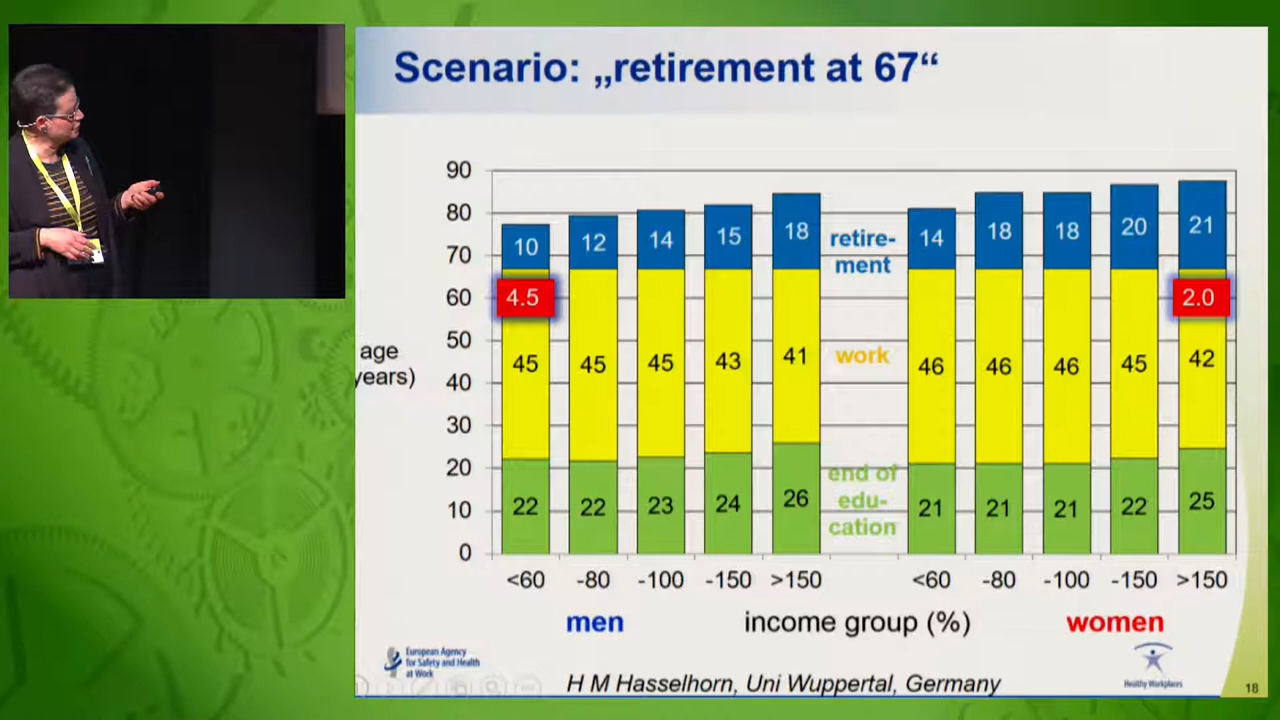 Scenario: „retirement at 67“
90
80
70
60
50
40
30
20
10
0
age
years)
10 12 14 15 18
retire-
ment
14 18 18 20 21
4.5
2.0
45 45 45 43 41
work
46 46 46 45 42
22 22 23 24 26
end of
edu-
cation
21 21 21 22 25
<60 -80 -100 -150 >150 <60 -80 -100 -150 >150
men income group (%) women
European Agency
for Safety and Health
at Work
Healthy Workplaces
H M Hasselhorn, Uni Wuppertal, Germany
18